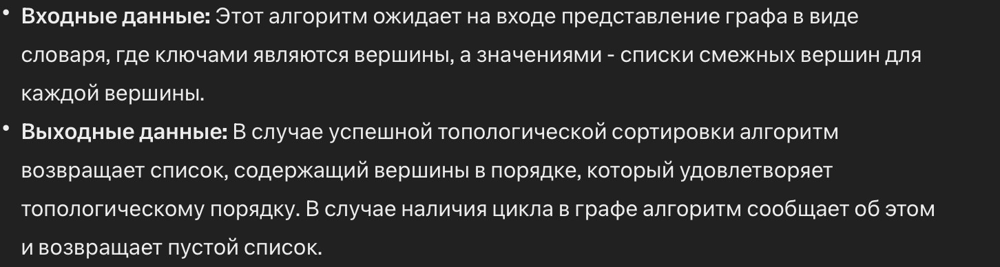 • Входные данные: Этот алгоритм ожидает на входе представление графа в виде
словаря, где ключами являются вершины, а значениями - списки смежных вершин для
каждой вершины.
• Выходные данные: В случае успешной топологической сортировки алгоритм
возвращает список, содержащий вершины в порядке, который удовлетворяет
топологическому порядку. В случае наличия цикла в графе алгоритм сообщает об этом
и возвращает пустой список.